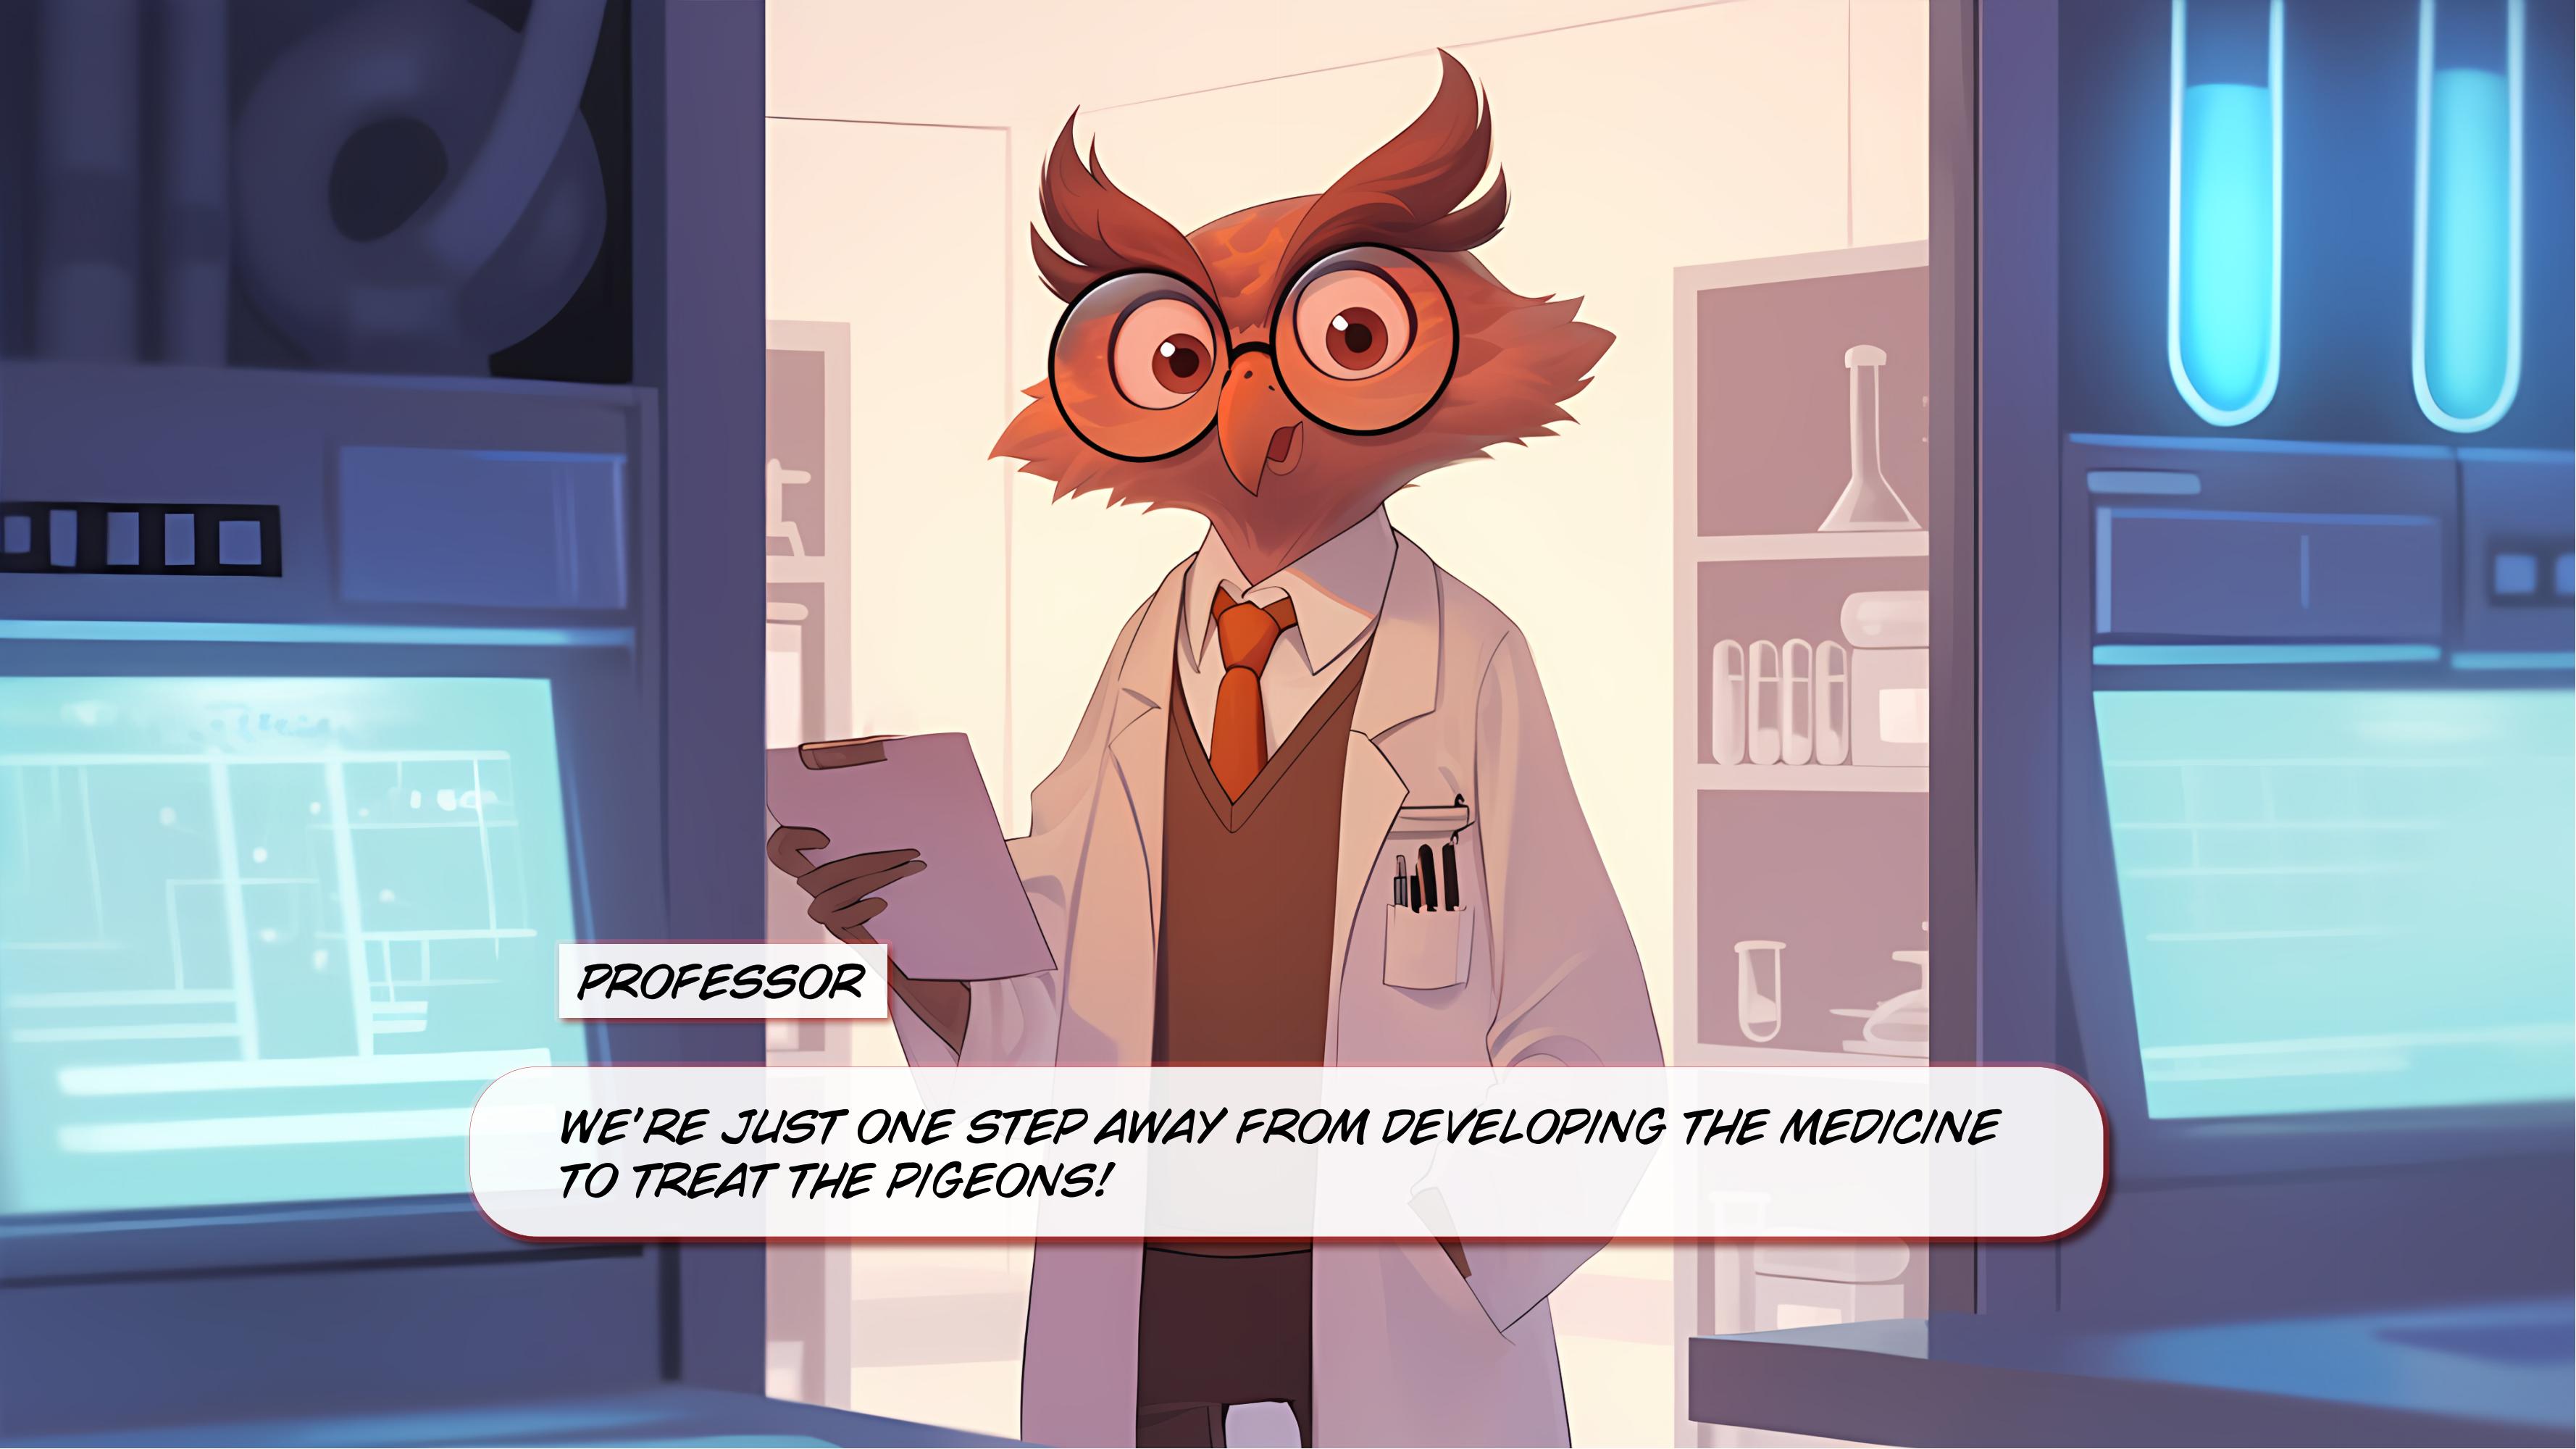 PROFESSOR
WE'RE JUST ONE STEP AWAY FROM DEVELOPING THE MEDICINE
TO TREAT THE PIGEONS!